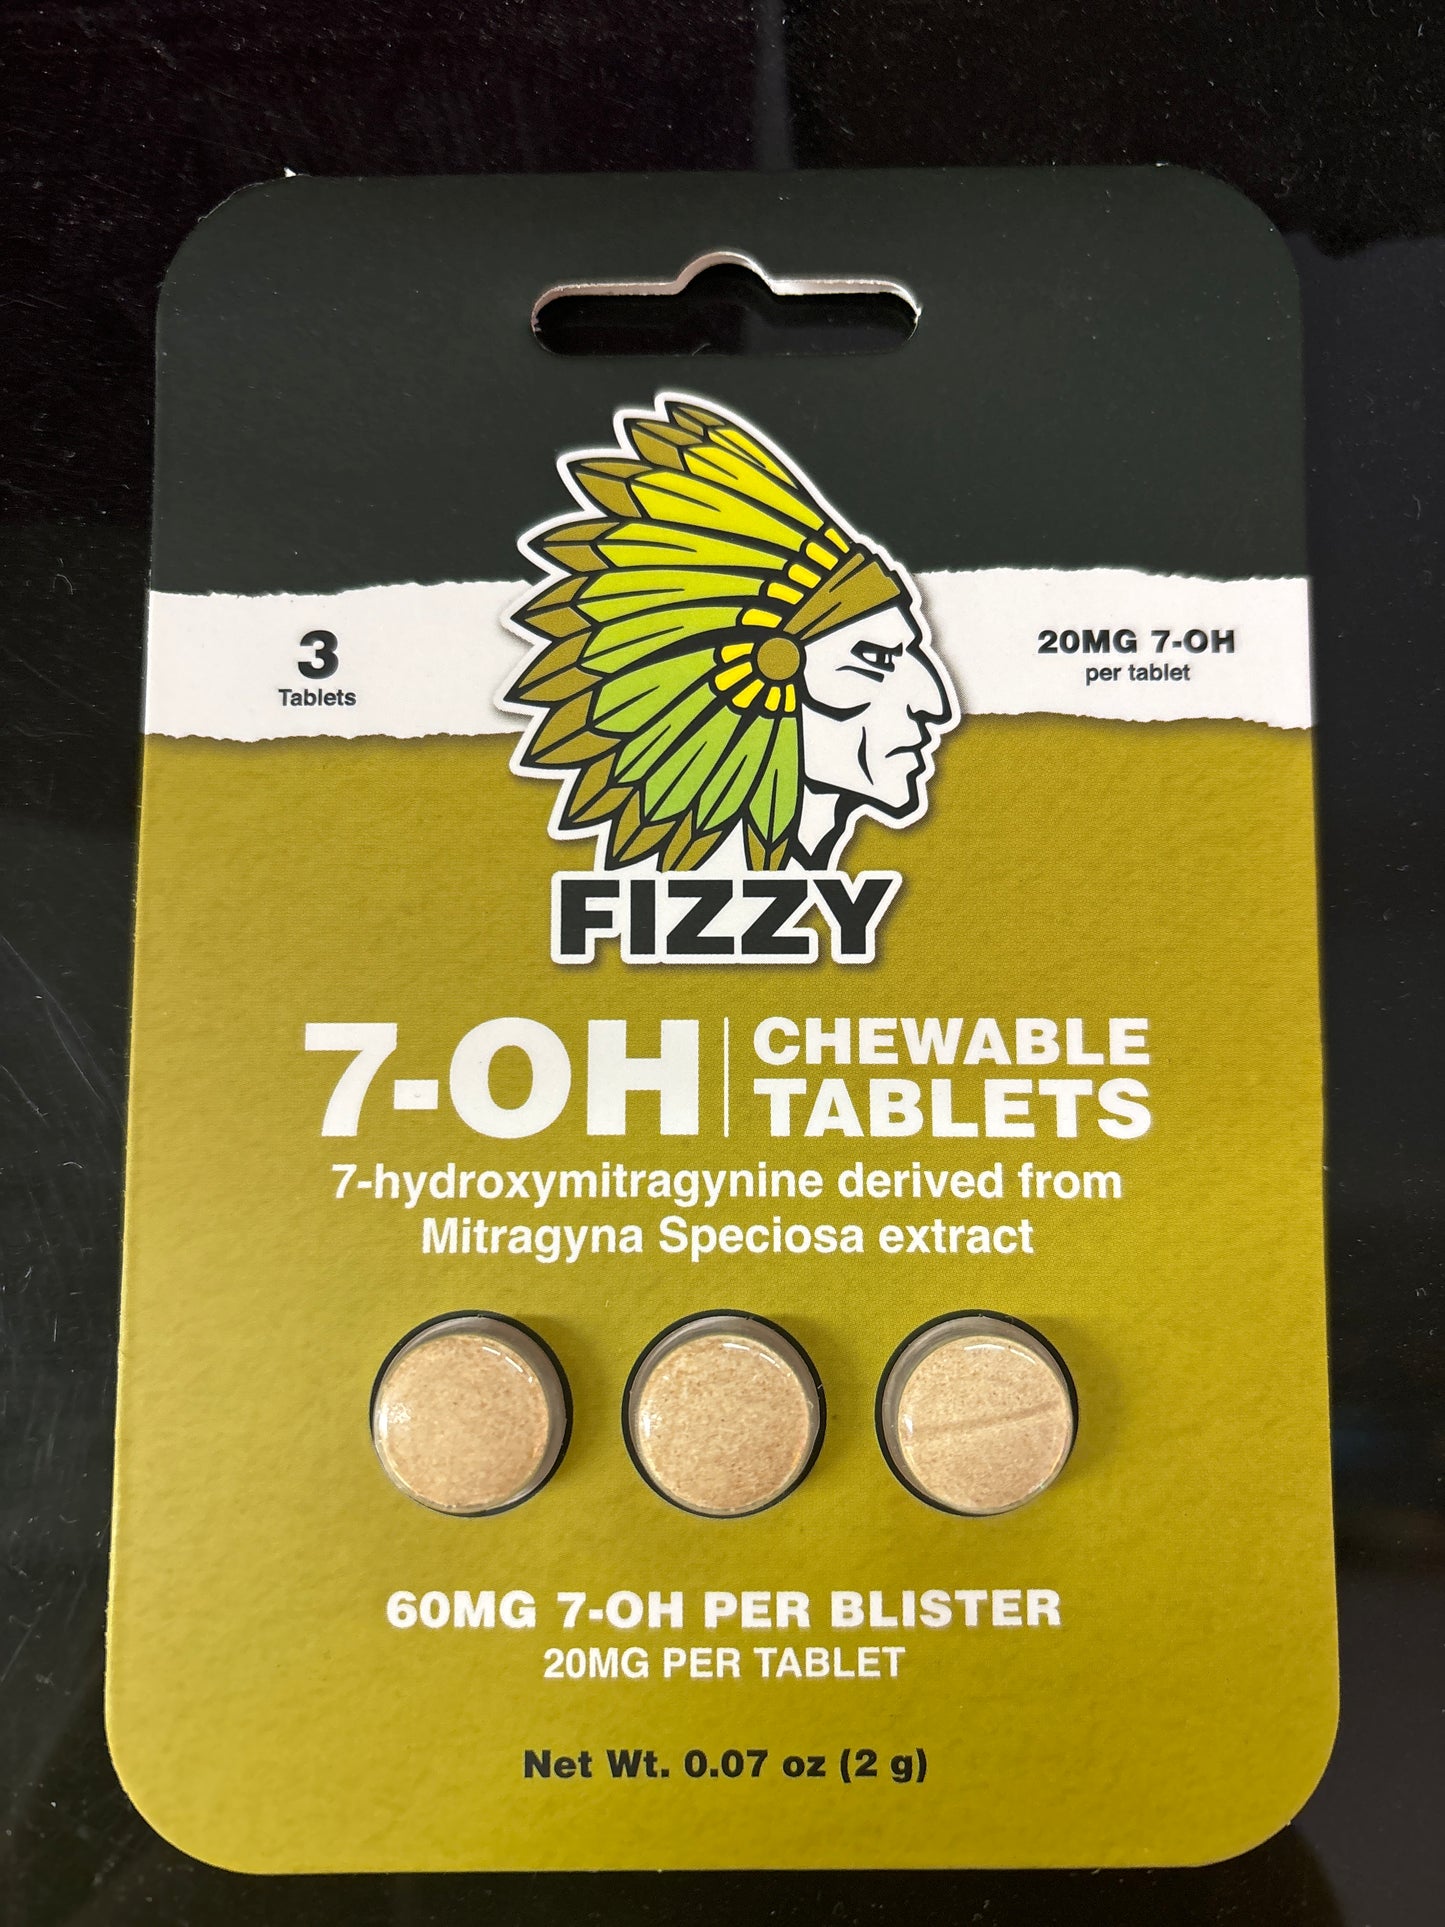 3
Tablets
20MG 7-OH
per tablet
FIZZY
7-OH
CHEWABLE
TABLETS
7-hydroxymitragynine derived from
Mitragyna Speciosa extract
60MG 7-OH PER BLISTER
20MG PER TABLET
Net Wt. 0.07 oz (2 g)